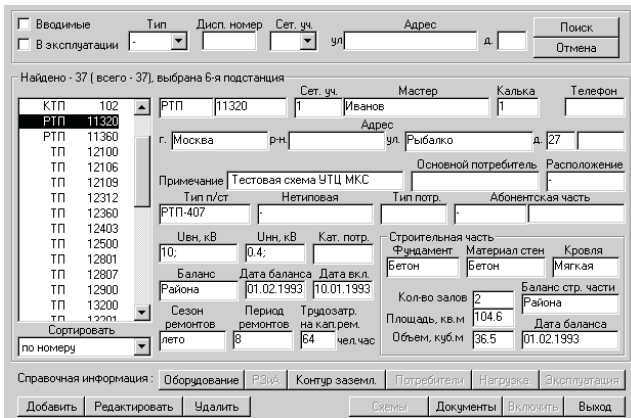 Вводимые Тип Дисп. номер Сет. уч. Адрес Поиск
В эксплуатации - ул. д. Отмена
Найдено - 37 ( всего - 37), выбрана 6-я подстанция
Сет. уч. Мастер Калька Телефон
КТП 102
РТП 11320
РТП 11360
ТП 12100
ТП 12106
ТП 12109
ТП 12312
ТП 12360
ТП 12403
ТП 12500
ТП 12801
ТП 12807
ТП 12900
ТП 13200
ТП 13201
Сортировать
по номеру
РТП 11320 1 Иванов 1
Адрес
г. Москва р-н. ул. Рыбалко д. 27
Основной потребитель Расположение
Примечание Тестовая схема УТЦ МКС -
Тип п/ст Нетиповая Тип потр. Абонентская часть
РТП-407 - -
Uвн, кВ Uнн, кВ Кат. потр.
10; 0.4;
Баланс Дата баланса Дата вкл.
Района 01.02.1993 10.01.1993
Сезон ремонтов Период ремонтов Трудозатр. на кап.рем.
лето 8 64 чел.час
Строительная часть
Фундамент Материал стен Кровля
Бетон Бетон Мягкая
Кол-во залов 2 Баланс стр. части
Района
Площадь, кв.м 104.6
Дата баланса
Объем, куб.м 36.5 01.02.1993
Справочная информация : Оборудование РЗиА Контур заземл. Потребители Нагрузка Эксплуатация
Добавить Редактировать Удалить Схемы Документы Включить Выход